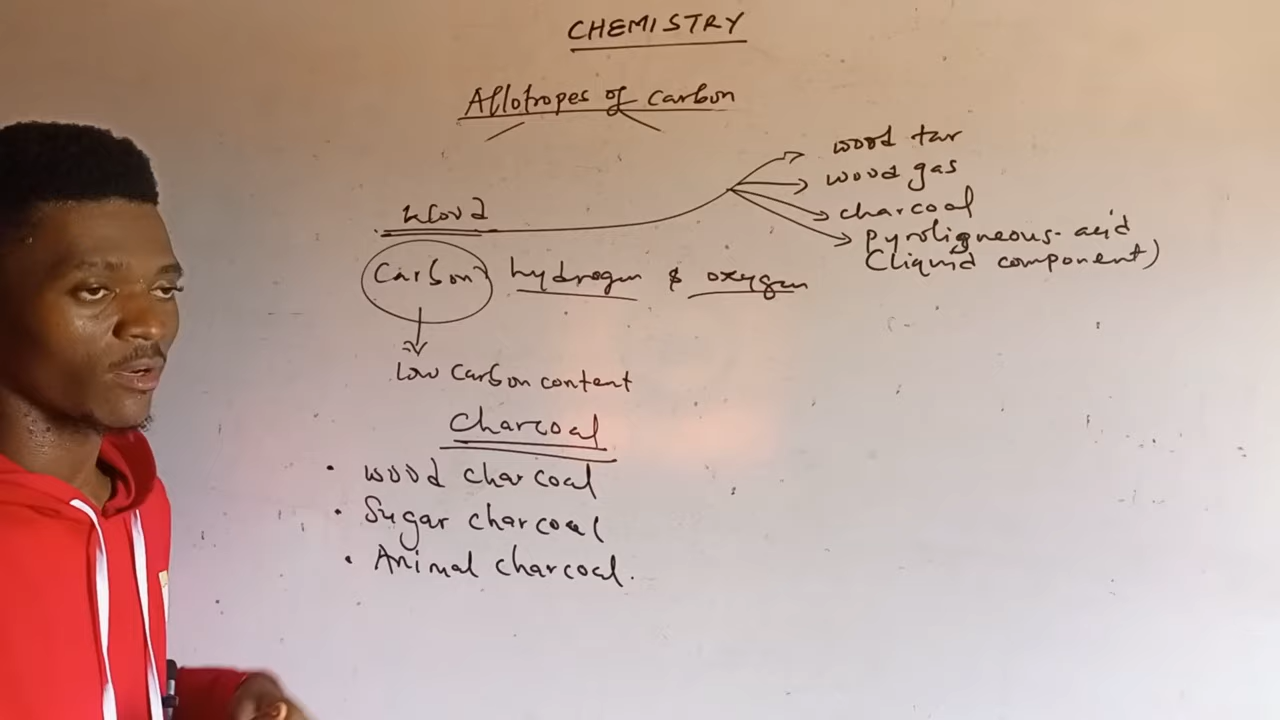 CHEMISTRY
Allotropes of carbon
wood tar
wood gas
charcoal
pyroligneous-acid
(liquid component)
wood
Carbon, hydrogen & oxygen
Low carbon content
Charcoal
• wood charcoal
• Sugar charcoal
• Animal charcoal.